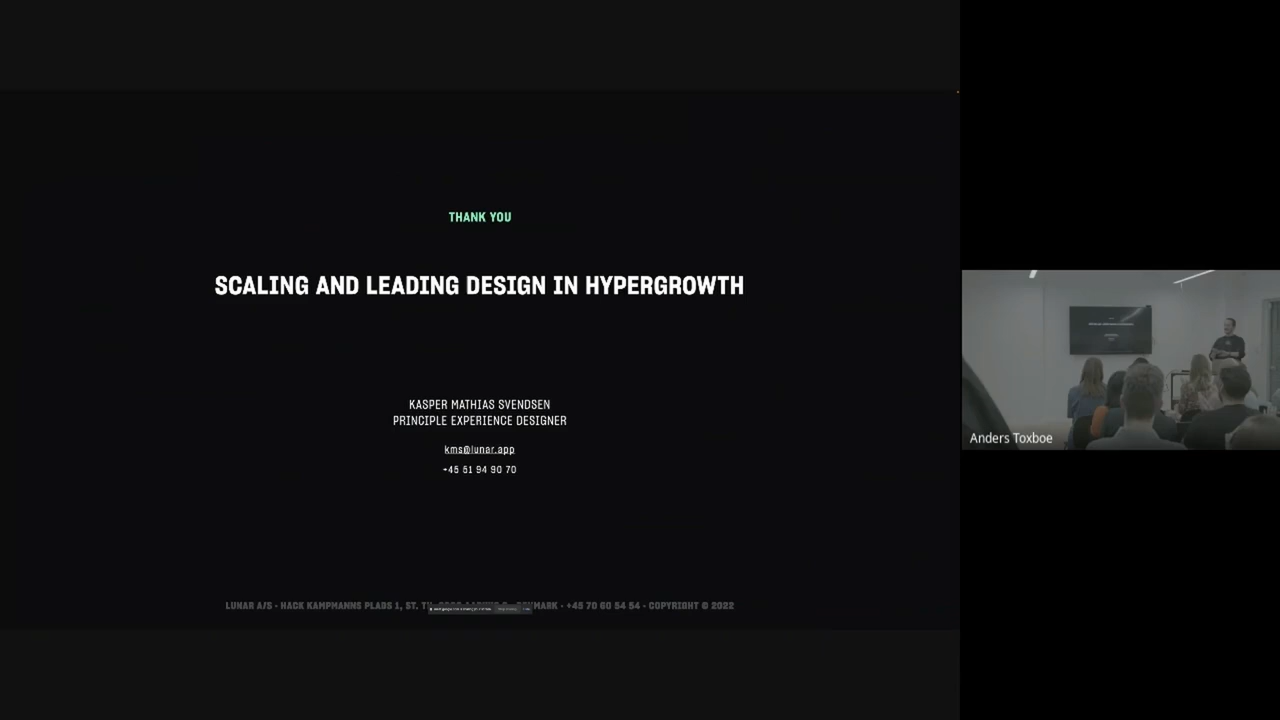 THANK YOU
SCALING AND LEADING DESIGN IN HYPERGROWTH
KASPER MATHIAS SVENDSEN
PRINCIPLE EXPERIENCE DESIGNER
kms@lunar.app
+45 51 94 90 70
LUNAR A/S · HACK KAMPMANNS PLADS 1, ST. · +45 70 60 54 54 · COPYRIGHT © 2022
Anders Toxboe